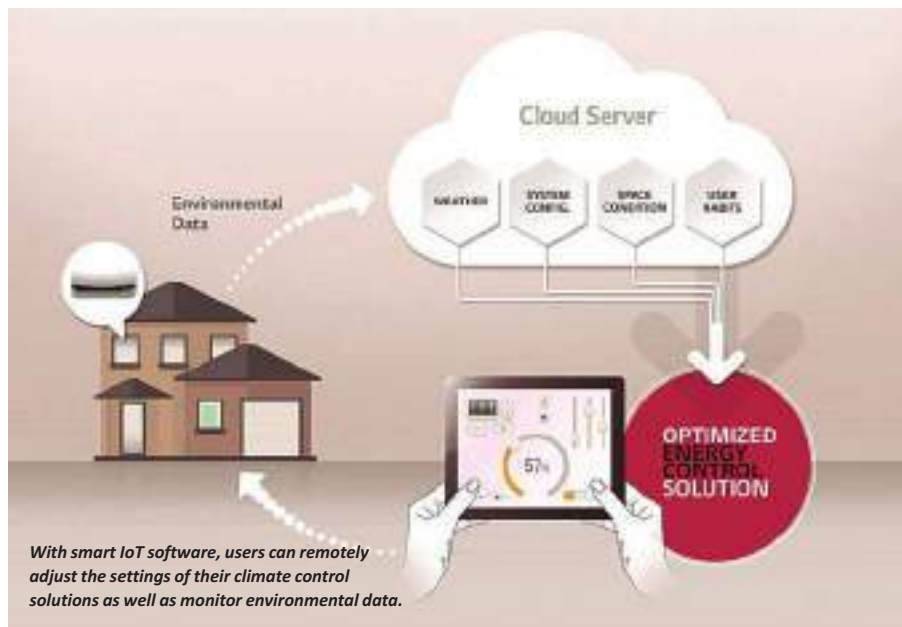 Cloud Server
WEATHER
SYSTEM
CONFIG.
SPACE
CONDITION
USER
HABITS
Environmental
Data
57%
OPTIMIZED
ENERGY
CONTROL
SOLUTION
With smart IoT software, users can remotely
adjust the settings of their climate control
solutions as well as monitor environmental data.